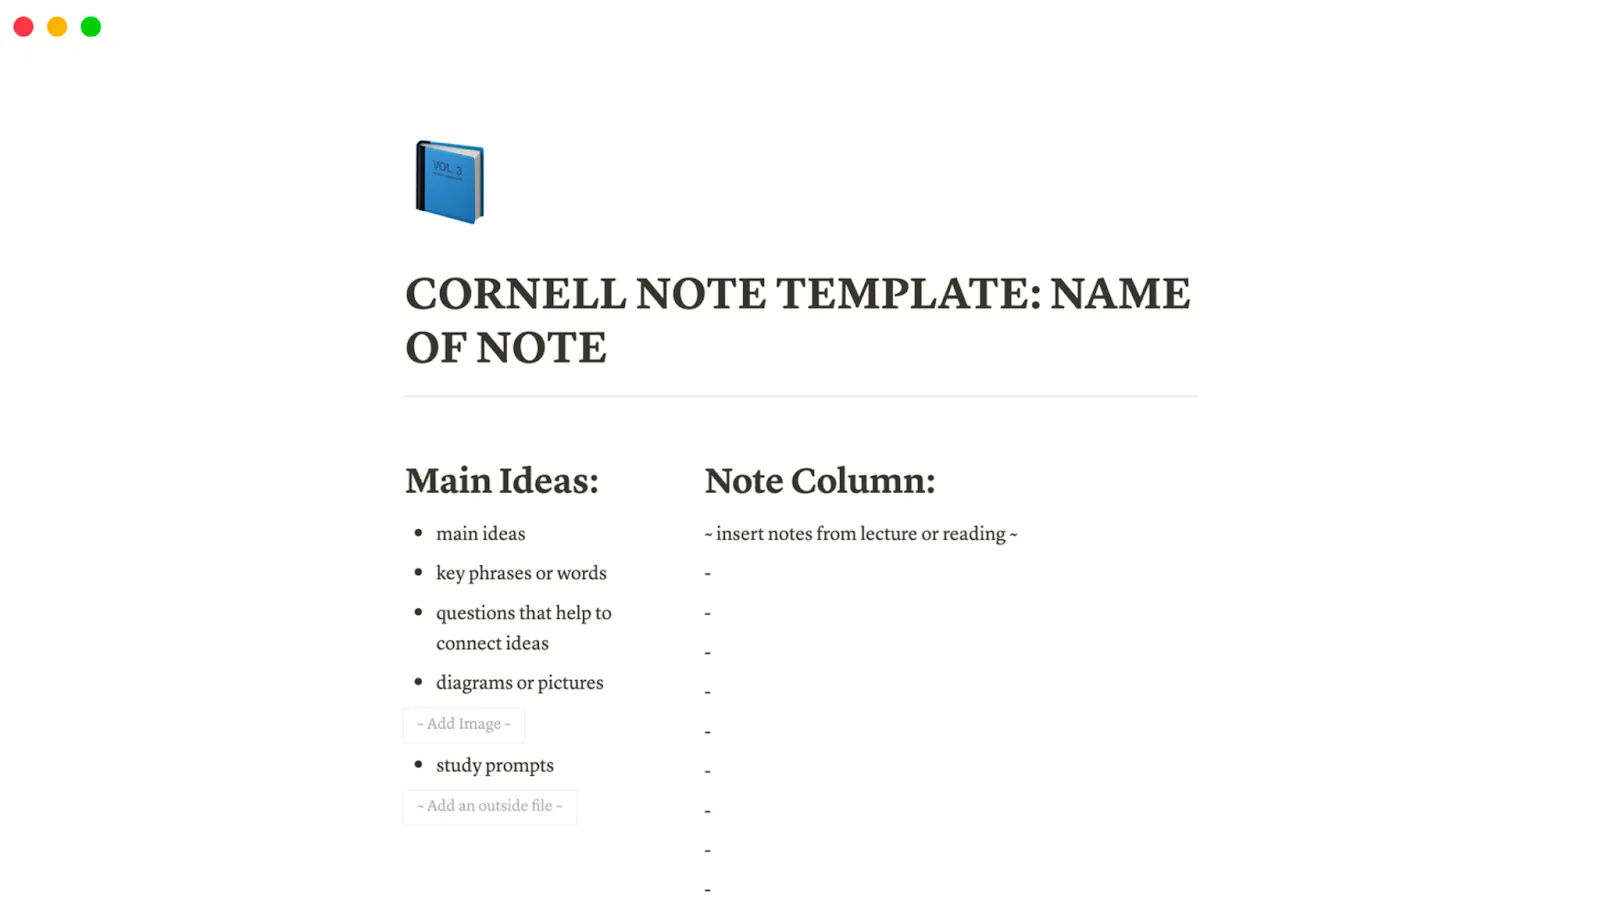 VOL. 3
CORNELL NOTE TEMPLATE: NAME
OF NOTE
Main Ideas:
• main ideas
• key phrases or words
• questions that help to
connect ideas
• diagrams or pictures
~ Add Image ~
• study prompts
~ Add an outside file ~
Note Column:
~ insert notes from lecture or reading ~
-
-
-
-
-
-
-
-
-